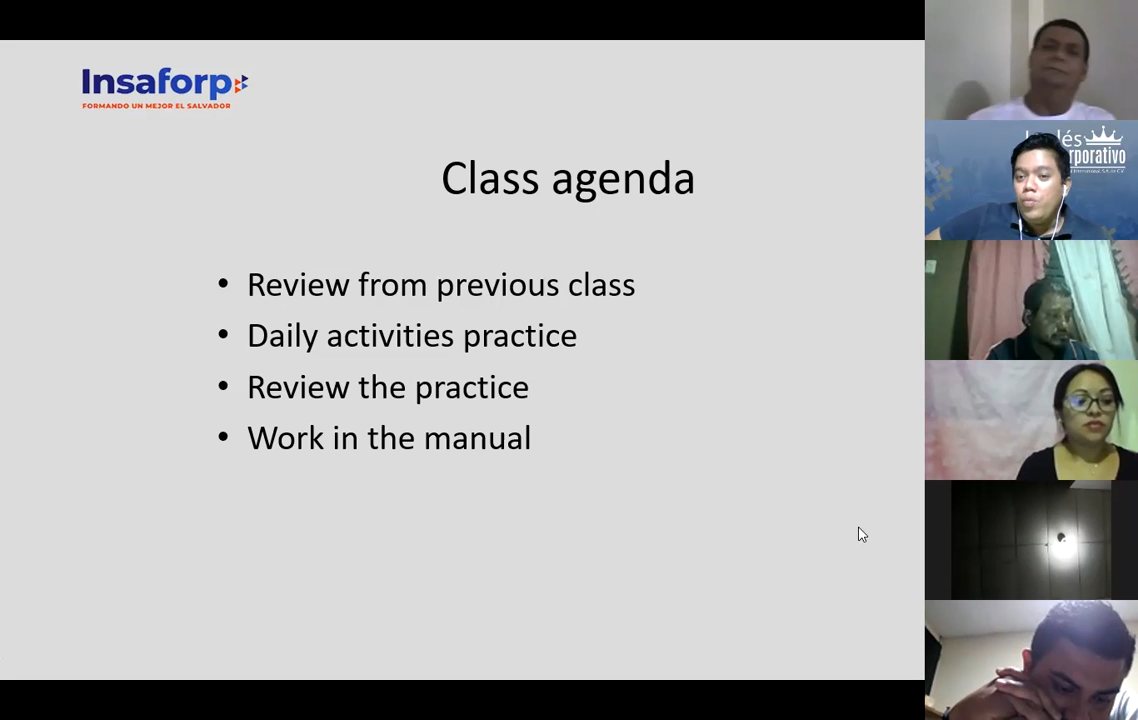 Insaforp
FORMANDO UN MEJOR EL SALVADOR
Class agenda
• Review from previous class
• Daily activities practice
• Review the practice
• Work in the manual